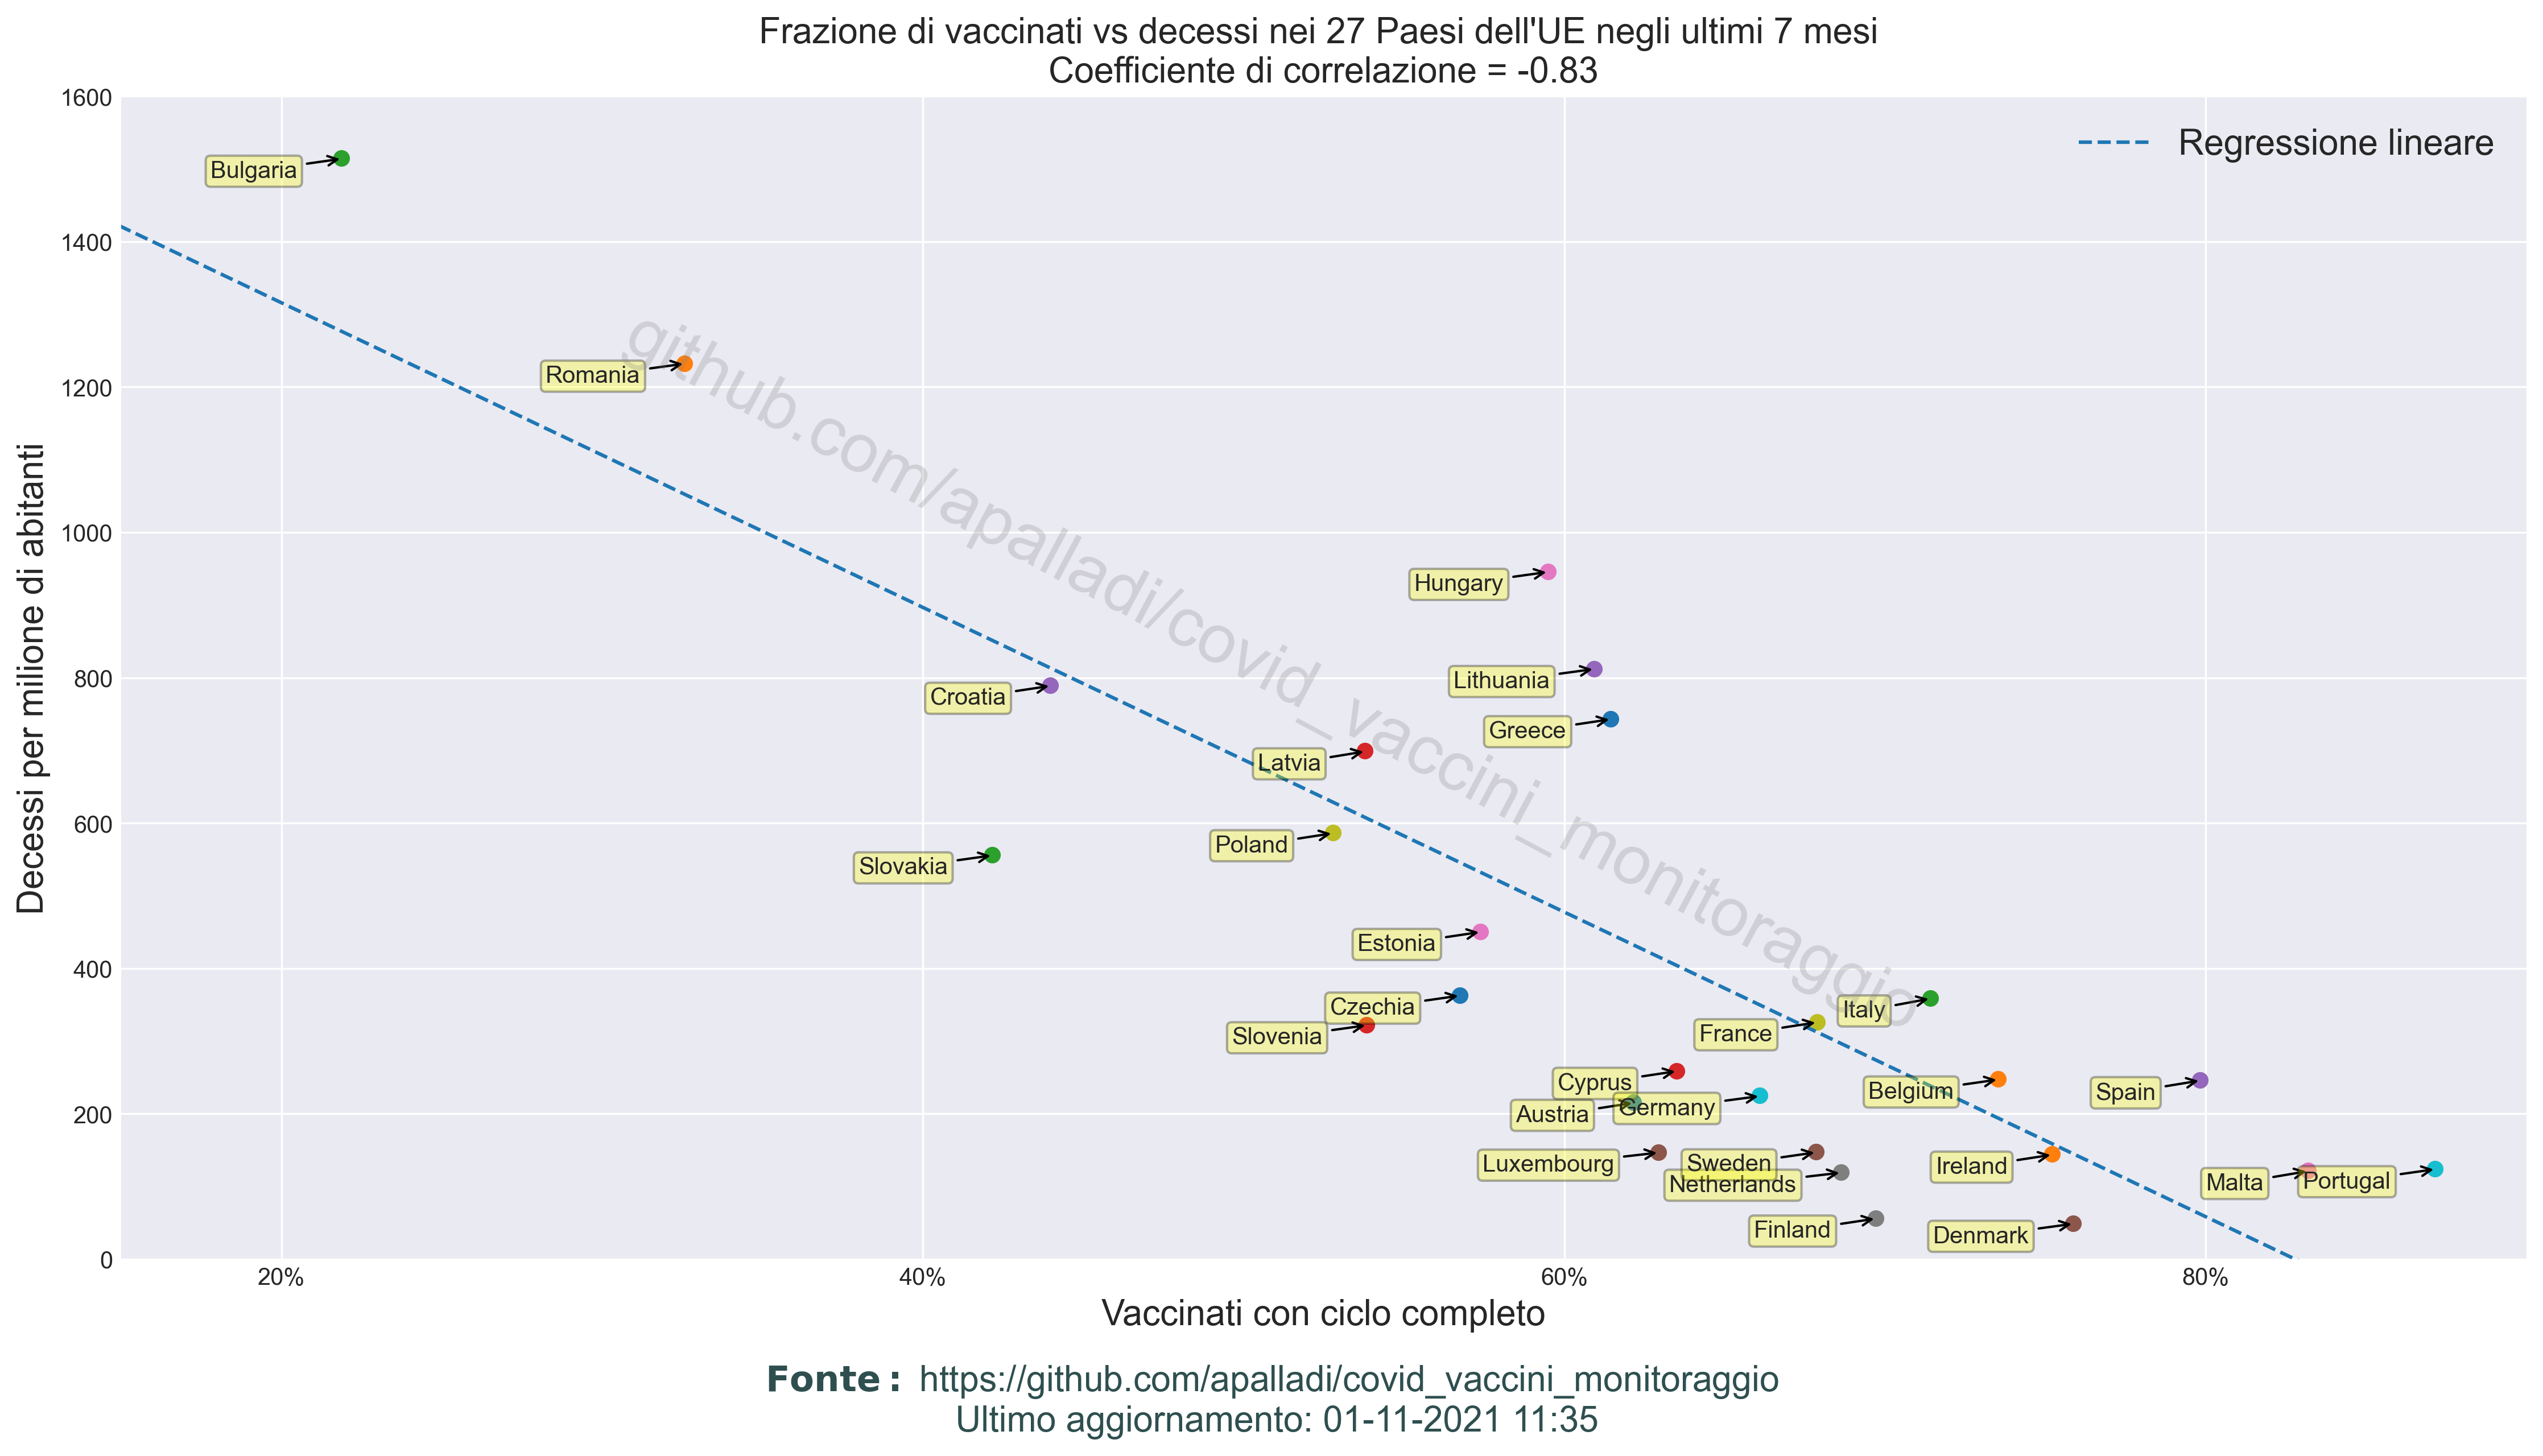 Frazione di vaccinati vs decessi nei 27 Paesi dell'UE negli ultimi 7 mesi
Coefficiente di correlazione = -0.83
1600
1400
1200
1000
800
600
400
200
0
Decessi per milione di abitanti
Regressione lineare
Bulgaria
Romania
Hungary
Lithuania
Croatia
Greece
Latvia
Poland
Slovakia
Estonia
Czechia
Italy
Slovenia
France
Cyprus
Belgium
Spain
Germany
Austria
Luxembourg
Sweden
Ireland
Netherlands
Malta
Portugal
Finland
Denmark
github.com/apalladi/covid_vaccini_monitoraggio
20%
40%
60%
80%
Vaccinati con ciclo completo
Fonte: https://github.com/apalladi/covid_vaccini_monitoraggio
Ultimo aggiornamento: 01-11-2021 11:35